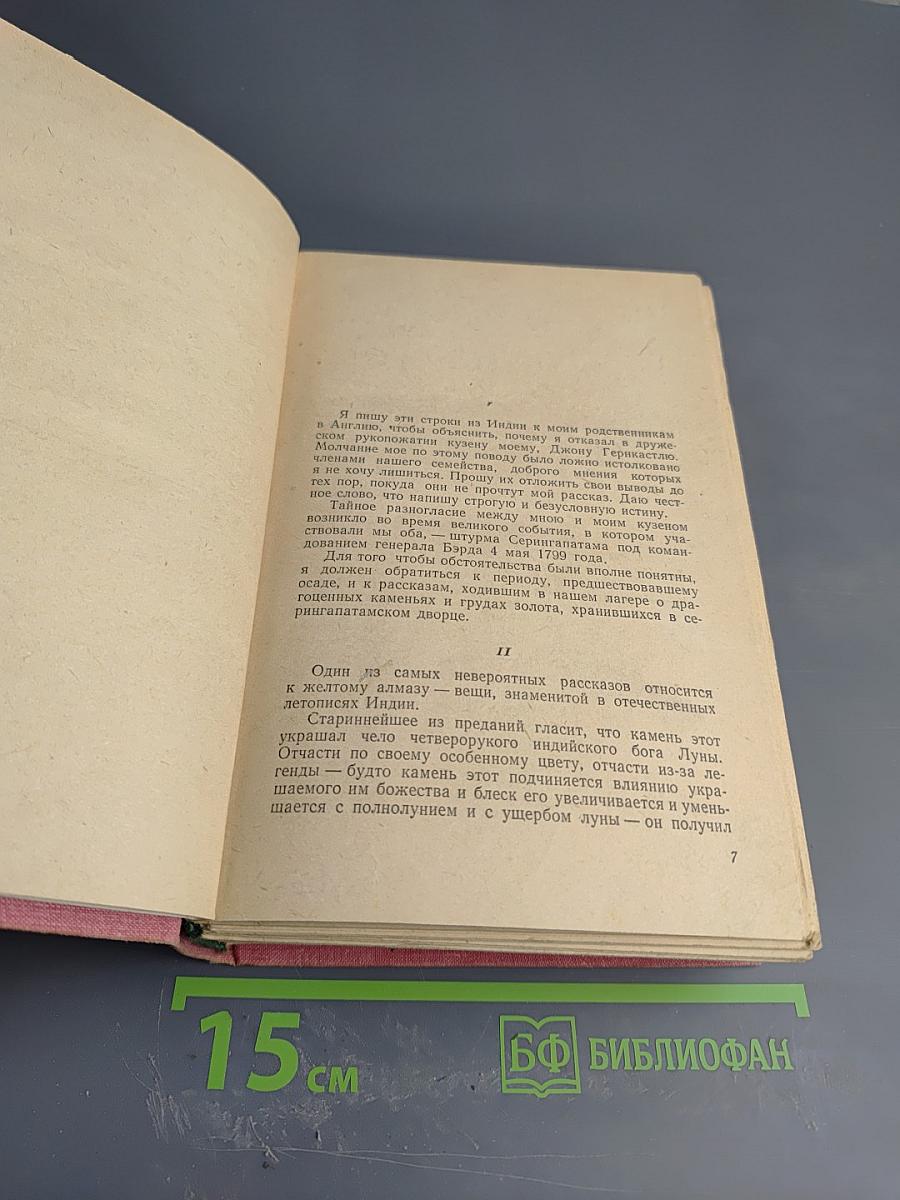 Я пишу эти строки из Индии к моим родственникам
в Англию, чтобы объяснить, почему я отказал в друже-
ском рукопожатии кузену моему, Джону Гернкастлю.
Молчание мое по этому поводу было ложно истолковано
членами нашего семейства, доброго мнения которых
я не хочу лишиться. Прошу их отложить свои выводы до
тех пор, покуда они не прочтут мой рассказ. Даю чест-
ное слово, что напишу строгую и безусловную истину.
Тайное разногласие между мною и моим кузеном
возникло во время великого события, в котором уча-
ствовали мы оба, — штурма Серингапатама под коман-
дованием генерала Бэрда 4 мая 1799 года.
Для того чтобы обстоятельства были вполне понятны,
я должен обратиться к периоду, предшествовавшему
осаде, и к рассказам, ходившим в нашем лагере о дра-
гоценных каменьях и грудах золота, хранившихся в се-
рингапатамском дворце.
II
Один из самых невероятных рассказов относится
к желтому алмазу — вещи, знаменитой в отечественных
летописях Индии.
Стариннейшее из преданий гласит, что камень этот
украшал чело четверорукого индийского бога Луны.
Отчасти по своему особенному цвету, отчасти из-за ле-
генды — будто камень этот подчиняется влиянию укра-
шаемого им божества и блеск его увеличивается и умень-
шается с полнолунием и с ущербом луны — он получил
7
15 см
БФ БИБЛИОФАН